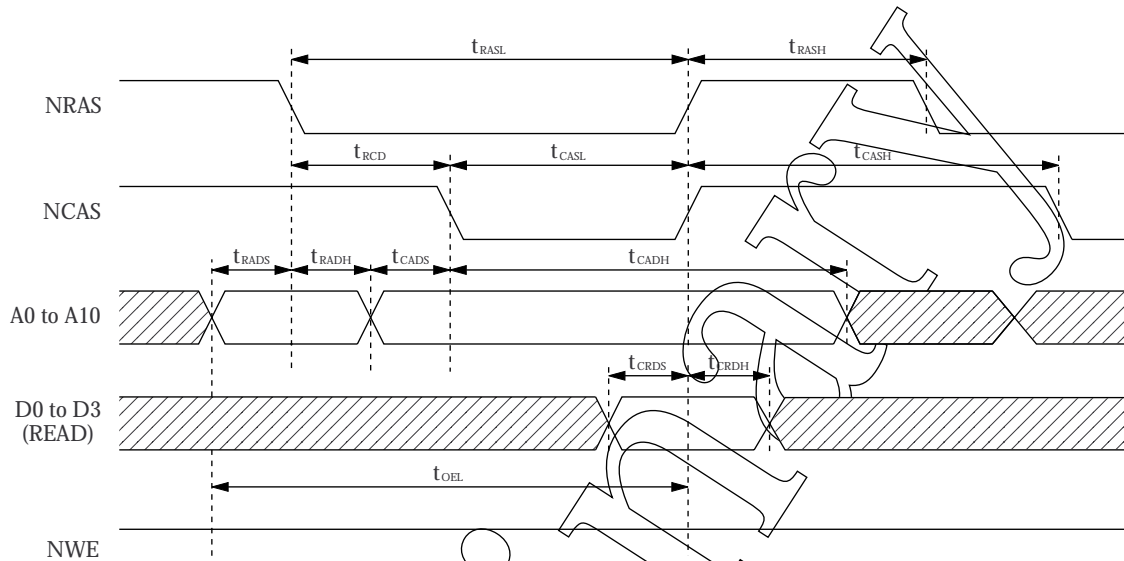 tRASL tRASH
NRAS
tRCD tCASL tCASH
NCAS
tRADS tRADH tCADS tCADH
A0 to A10
tCRDS tCRDH
D0 to D3
(READ)
tOEL
NWE